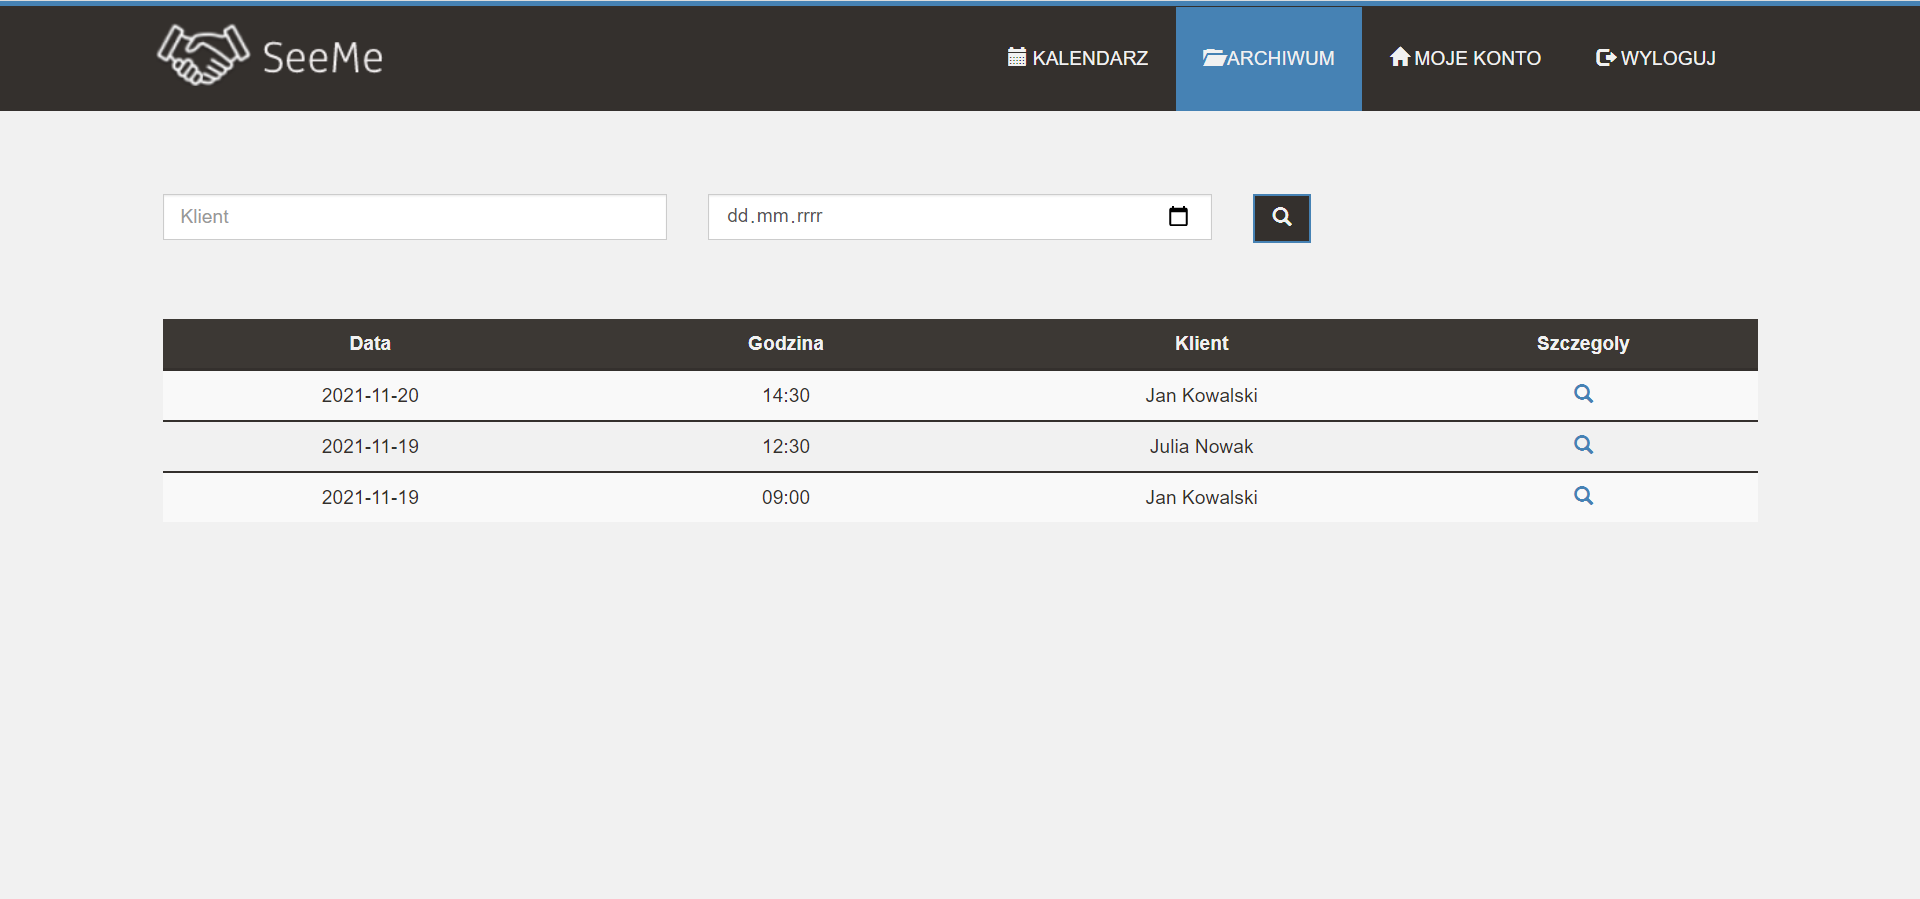 SeeMe KALENDARZ ARCHIWUM MOJE KONTO WYLOGUJ
Klient dd.mm.rrrr
Data Godzina Klient Szczegoly
2021-11-20 14:30 Jan Kowalski
2021-11-19 12:30 Julia Nowak
2021-11-19 09:00 Jan Kowalski